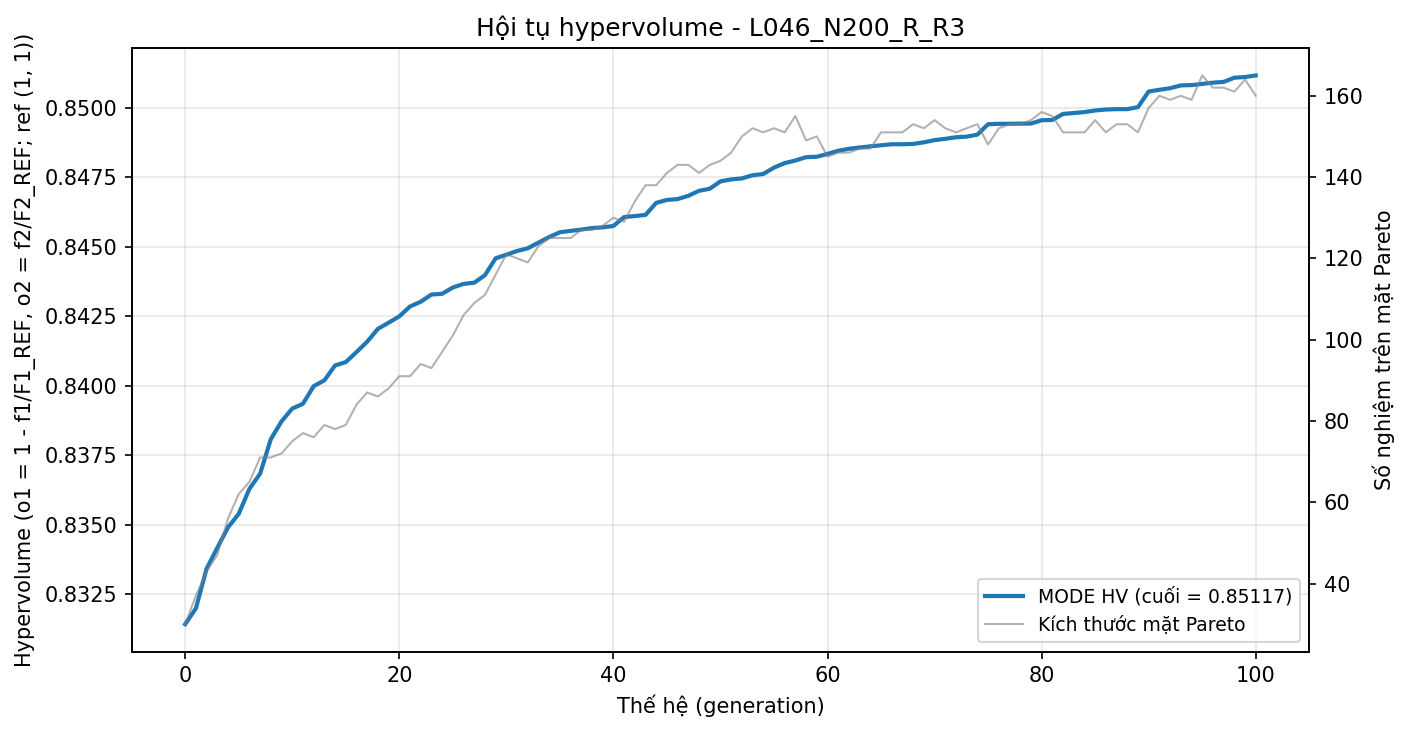 Hội tụ hypervolume - L046_N200_R_R3
Hypervolume (o1 = 1 - f1/F1_REF, o2 = f2/F2_REF; ref (1, 1))
0.8500
0.8475
0.8450
0.8425
0.8400
0.8375
0.8350
0.8325
160
140
120
100
80
60
40
Số nghiệm trên mặt Pareto
MODE HV (cuối = 0.85117)
Kích thước mặt Pareto
0 20 40 60 80 100
Thế hệ (generation)